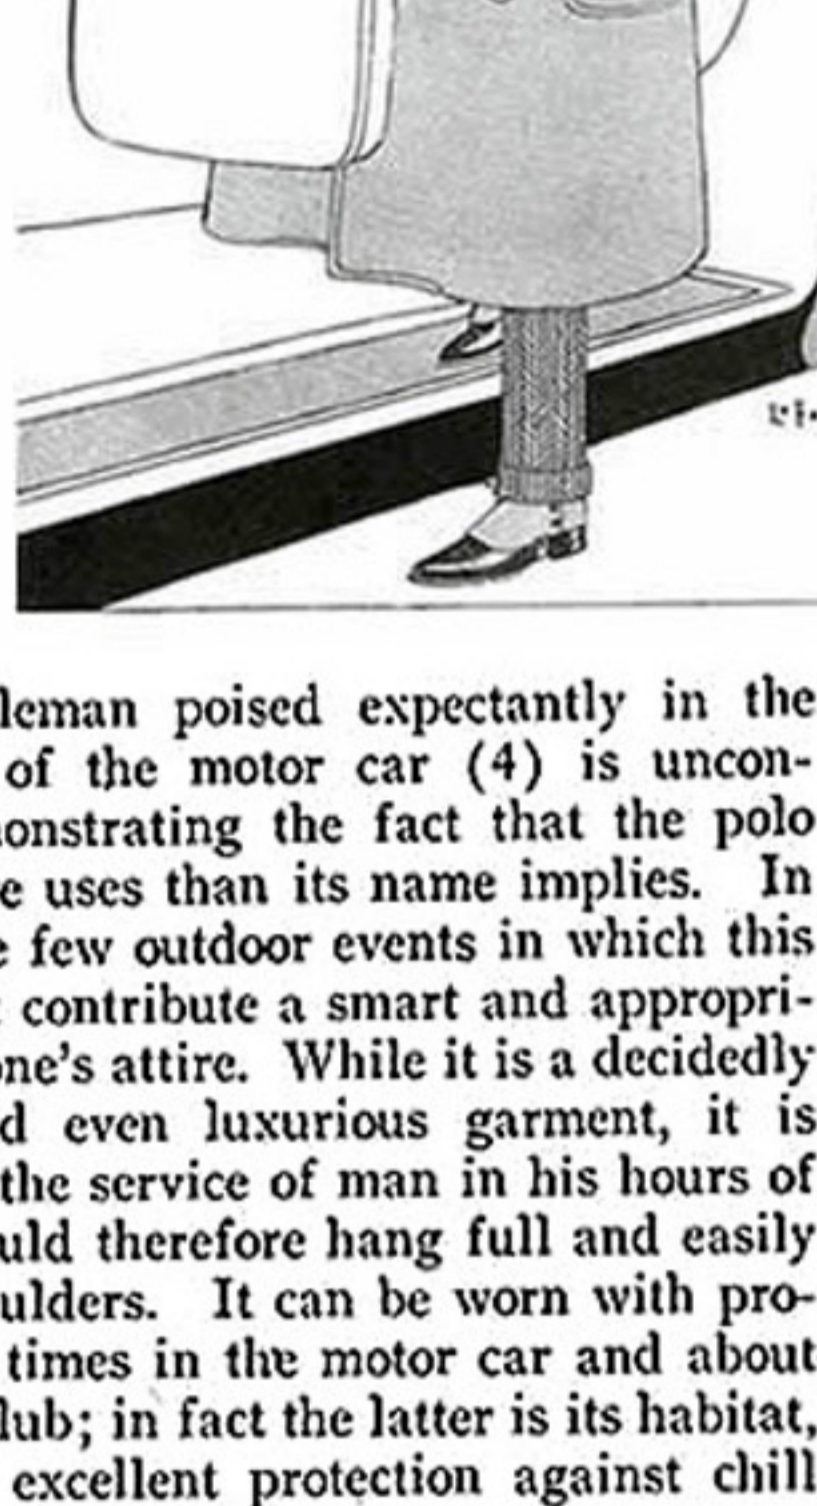 leman poised expectantly in the
of the motor car (4) is uncon-
onstrating the fact that the polo
e uses than its name implies. In
e few outdoor events in which this
t contribute a smart and appropri-
one's attire. While it is a decidedly
d even luxurious garment, it is
the service of man in his hours of
uld therefore hang full and easily
ulders. It can be worn with pro-
times in the motor car and about
lub; in fact the latter is its habitat,
excellent protection against chill